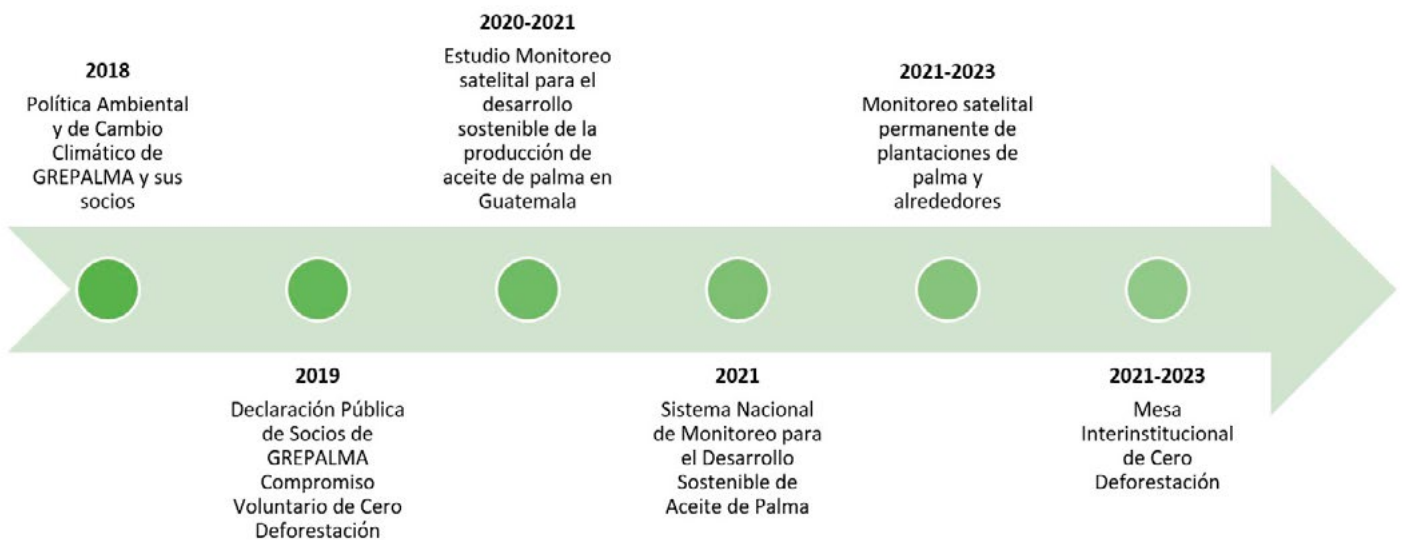 2018
Política Ambiental
y de Cambio
Climático de
GREPALMA y sus
socios
2019
Declaración Pública
de Socios de
GREPALMA
Compromiso
Voluntario de Cero
Deforestación
2020-2021
Estudio Monitoreo
satelital para el
desarrollo
sostenible de la
producción de
aceite de palma en
Guatemala
2021
Sistema Nacional
de Monitoreo para
el Desarrollo
Sostenible de
Aceite de Palma
2021-2023
Monitoreo satelital
permanente de
plantaciones de
palma y
alrededores
2021-2023
Mesa
Interinstitucional
de Cero
Deforestación